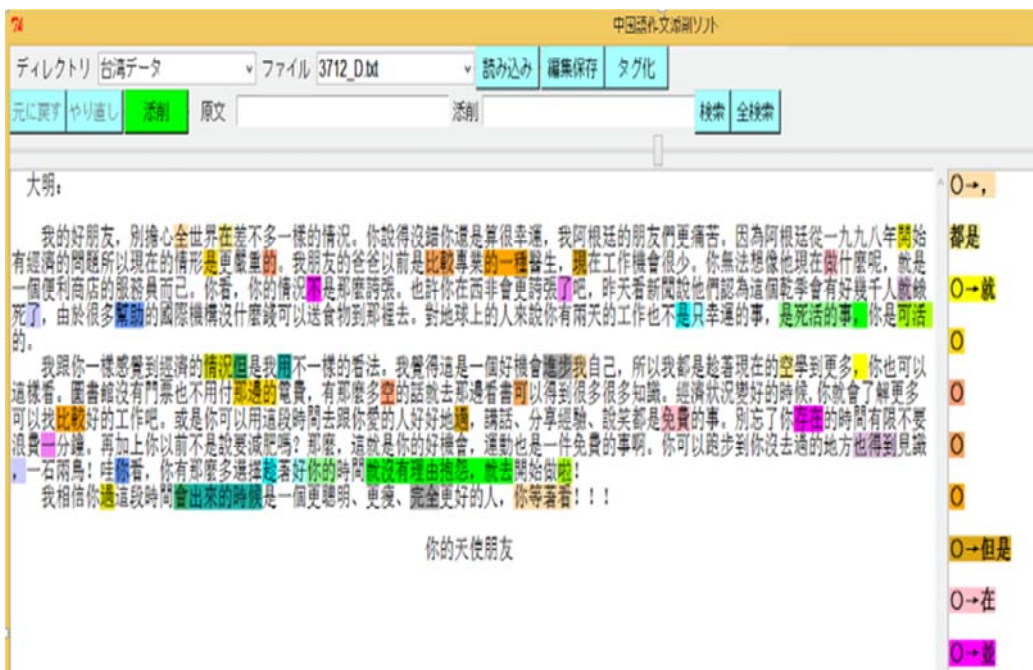 中国語作文添削ソフト
ディレクトリ 台湾データ ファイル 3712_D.txt 読み込み 編集保存 タグ化
元に戻す やり直し 添削 原文 添削 検索 全検索
大明:
我的好朋友，別擔心全世界在差不多一樣的情況。你說得沒錯你還是算很幸運，我阿根廷的朋友們更痛苦。因為阿根廷從一九九八年開始
有經濟的問題所以現在的情形是更嚴重的。我朋友的爸爸以前是比較專業的一種醫生，現在工作機會很少。你無法想像他現在做什麼呢，就是
一個便利商店的服務員而已。你看，你的情況不是那麼誇張。也許你在西非會更誇張了吧，昨天看新聞說他們認為這個乾季會有好幾千人就餓
死了，由於很多幫助的國際機構沒什麼錢可以送食物到那裡去。對地球上的人來說你有兩天的工作也不是只幸運的事，是死活的事，你是可活
的。
我跟你一樣感覺到經濟的情況但是我用不一樣的看法。我覺得這是一個好機會進步我自己，所以我都是趁著現在的空學到更多，你也可以
這樣看。圖書館沒有門票也不用付那邊的電費，有那麼多空的話就去那邊看書可以得到很多很多知識。經濟狀況變好的時候，你就會了解更多
可以找比較好的工作吧。或是你可以用這段時間去跟你愛的人好好地過，講話、分享經驗、說笑都是免費的事。別忘了你存在的時間有限不要
浪費一分鐘。再加上你以前不是說要減肥嗎？那麼，這就是你的好機會，運動也是一件免費的事啊。你可以跑步到你沒去過的地方也得到見識
，一石兩鳥！哇你看，你有那麼多選擇趁著好你的時間就沒有理由抱怨，就去開始做啦！
我相信你過這段時間會出來的時候是一個更聰明、更瘦、完全更好的人，你等著看！！！
你的天使朋友
〇→，
都是
〇→就
〇
〇
〇
〇
〇→但是
〇→在
〇→並